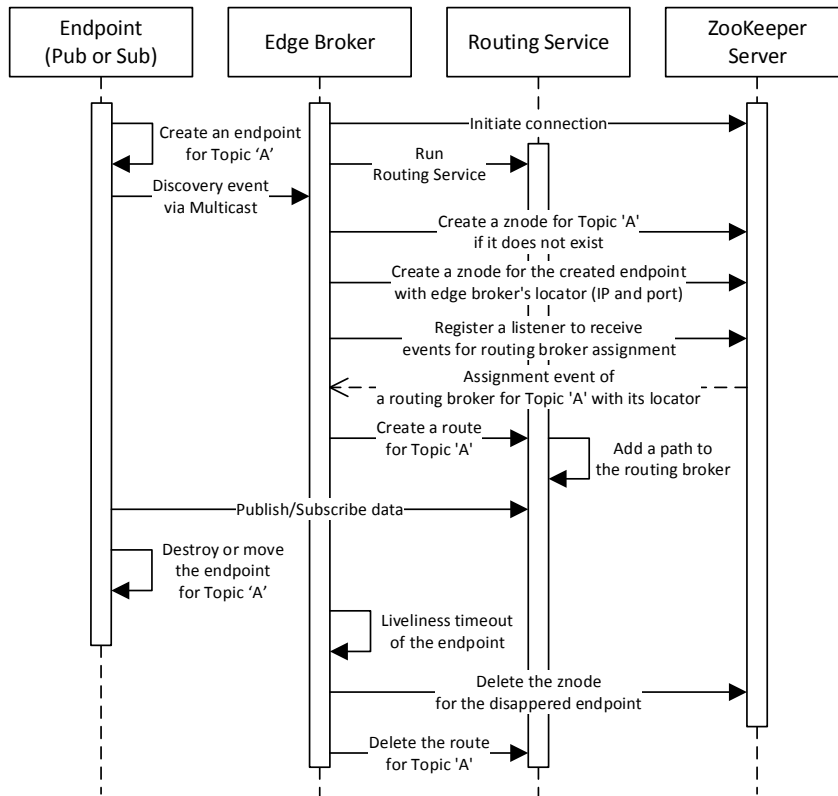 Endpoint
(Pub or Sub)
Edge Broker
Routing Service
ZooKeeper
Server
Create an endpoint
for Topic ‘A’
Initiate connection
Run
Routing Service
Discovery event
via Multicast
Create a znode for Topic 'A'
if it does not exist
Create a znode for the created endpoint
with edge broker's locator (IP and port)
Register a listener to receive
events for routing broker assignment
Assignment event of
a routing broker for Topic 'A' with its locator
Create a route
for Topic 'A'
Add a path to
the routing broker
Publish/Subscribe data
Destroy or move
the endpoint
for Topic ‘A’
Liveliness timeout
of the endpoint
Delete the znode
for the disappered endpoint
Delete the route
for Topic 'A'